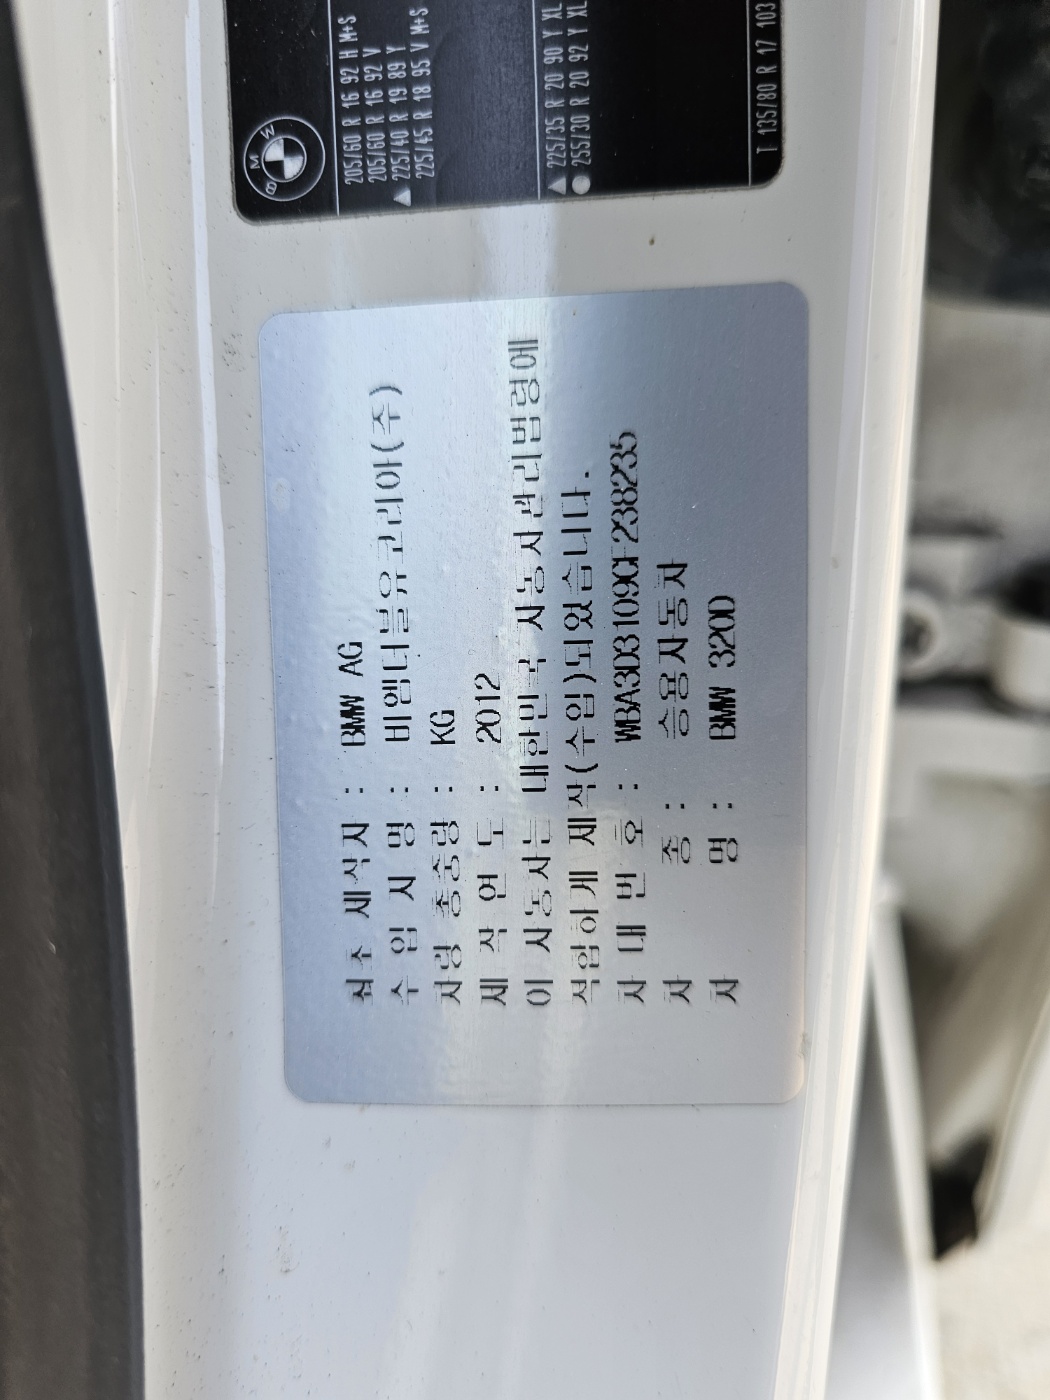 BMW
205/60 R 16 92 H M+S
205/60 R 16 92 V
▲ 225/40 R 19 89 Y
225/45 R 18 95 V M+S
▲ 225/35 R 20 90 Y XL
● 255/30 R 20 92 Y XL
T 135/80 R 17 103
최초 제작자 : BMW AG
수 입 자 명 : 비엠더블유코리아(주)
차량 총중량 : KG
제 작 연 도 : 2012
이 자동차는 대한민국 자동차관리법령에
적합하게 제작(수입)되었습니다.
차 대 번 호 : WBA3D3109CF238235
차 종 : 승용자동차
차 명 : BMW 320D